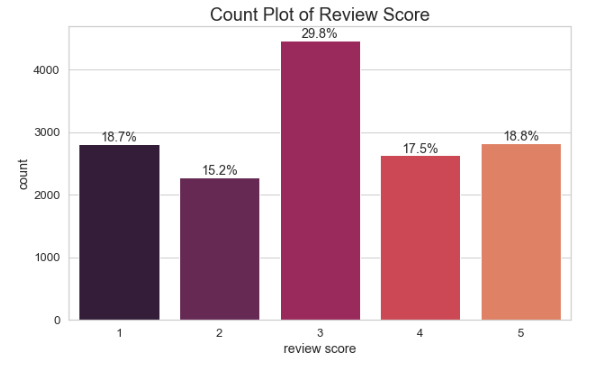 Count Plot of Review Score
29.8%
4000
3000
18.7%
18.8%
17.5%
15.2%
count
2000
1000
0
1 2 3 4 5
review score